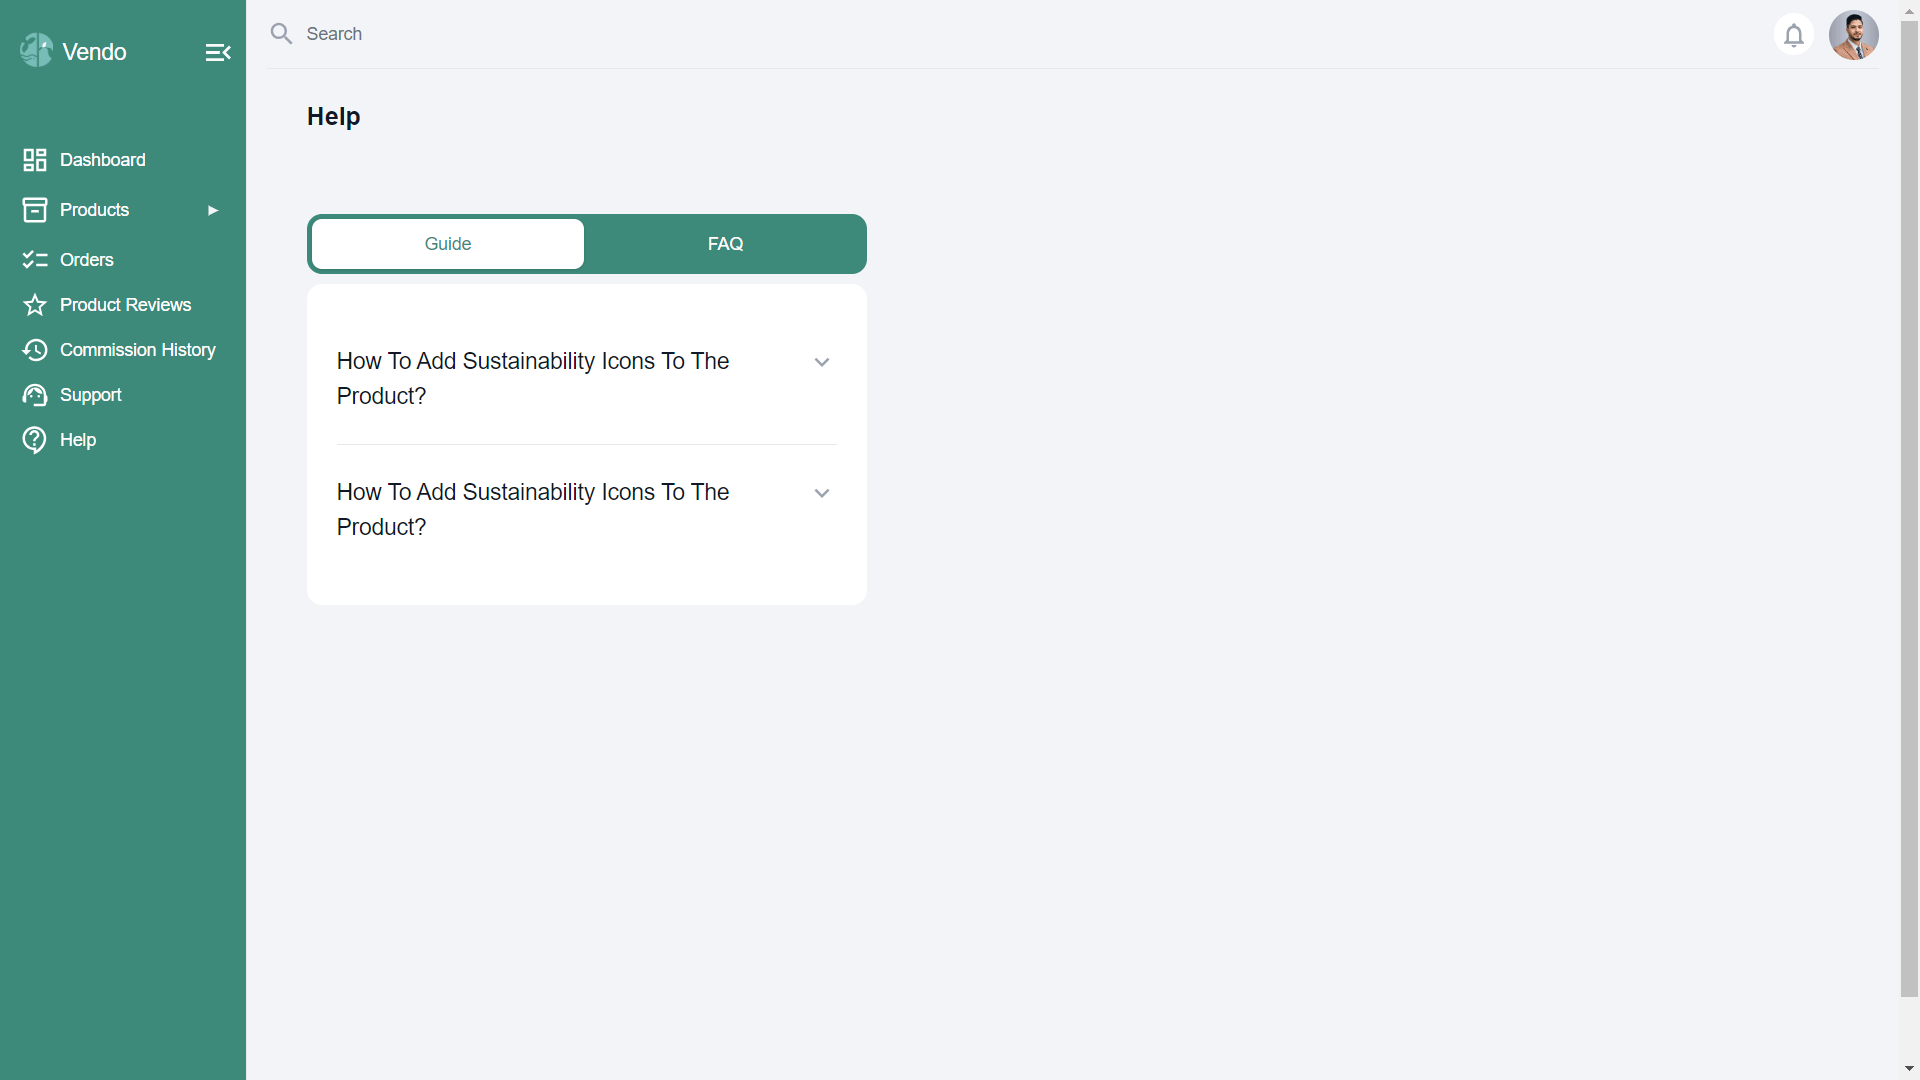 Vendo
Search
Dashboard
Products
Orders
Product Reviews
Commission History
Support
Help
Help
Guide
FAQ
How To Add Sustainability Icons To The
Product?
How To Add Sustainability Icons To The
Product?